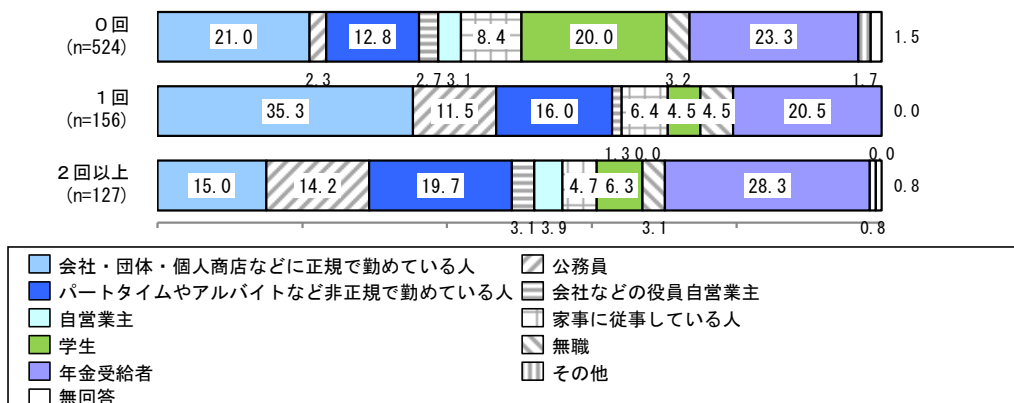 ０回
(n=524)
21.0 12.8 8.4 20.0 23.3 1.5
2.3 2.7 3.1 3.2 1.7
１回
(n=156)
35.3 11.5 16.0 6.4 4.5 4.5 20.5 0.0
1.3 0.0 0.0
２回以上
(n=127)
15.0 14.2 19.7 4.7 6.3 28.3 0.8
3.1 3.9 3.1 0.8
会社・団体・個人商店などに正規で勤めている人 公務員
パートタイムやアルバイトなど非正規で勤めている人 会社などの役員自営業主
自営業主 家事に従事している人
学生 無職
年金受給者 その他
無回答